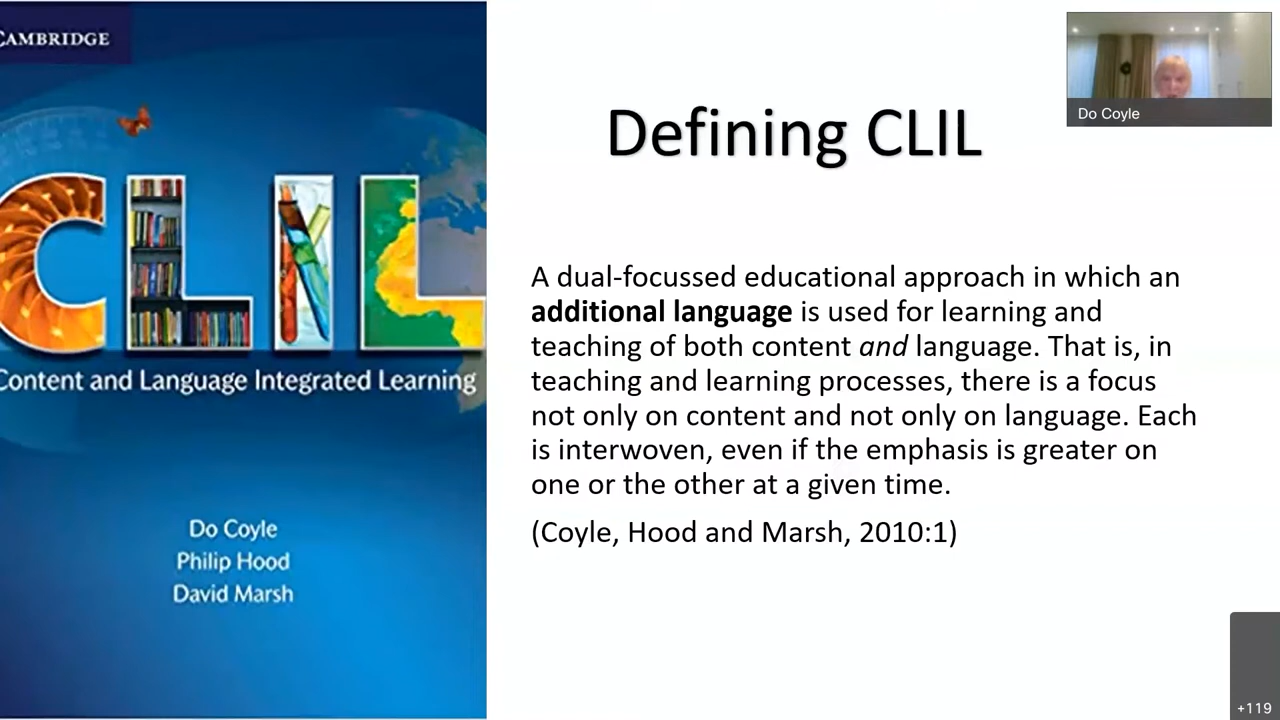 CAMBRIDGE
CLIL
Content and Language Integrated Learning
Do Coyle
Philip Hood
David Marsh
Defining CLIL
A dual-focussed educational approach in which an
additional language is used for learning and
teaching of both content and language. That is, in
teaching and learning processes, there is a focus
not only on content and not only on language. Each
is interwoven, even if the emphasis is greater on
one or the other at a given time.
(Coyle, Hood and Marsh, 2010:1)
Do Coyle
+119